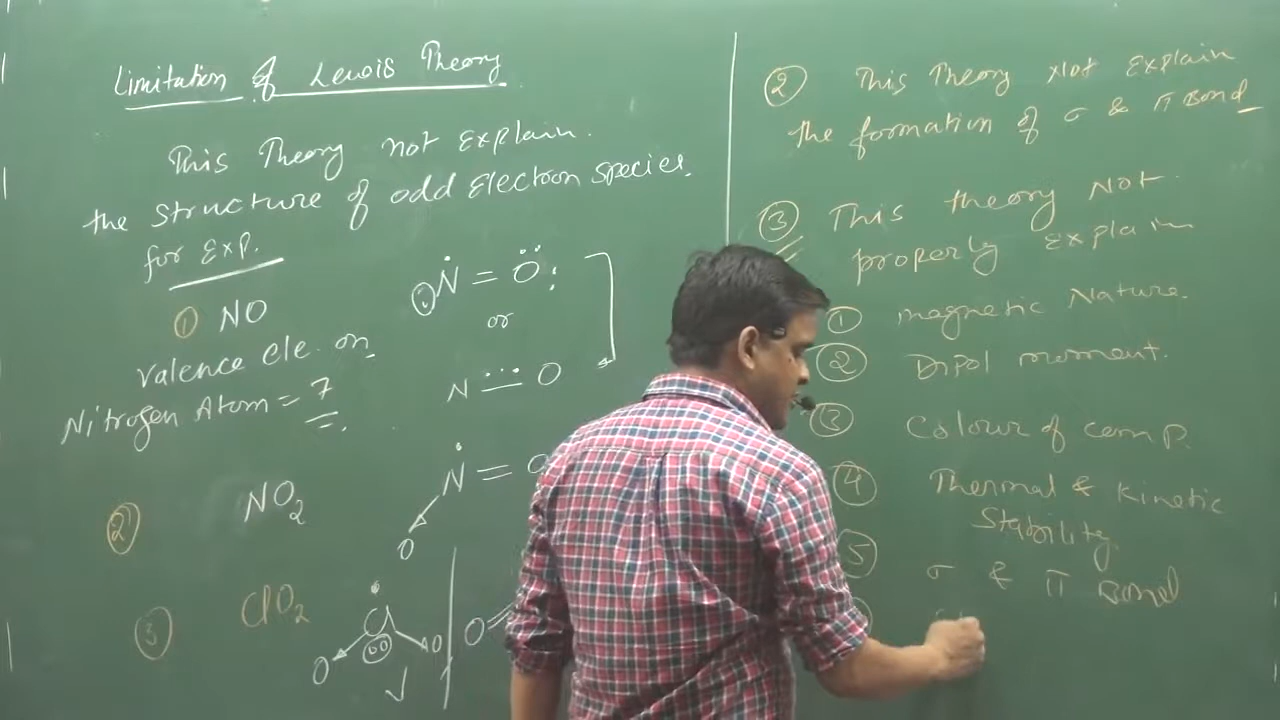 Limitation of Lewis Theory
This Theory not Explain.
the structure of odd Electron species.
for Exp.
① NO
Valence Ele. on
Nitrogen Atom = 7
N = O
or
N O
② NO2
N = O
O
③ ClO2
Cl
O O
O
② This Theory Not Explain
the formation of σ & π Bond
③ This theory Not
properly Explain
① magnetic Nature.
② Dipol moment.
③ Colour of comp.
④ Thermal & Kinetic
Stability
⑤ σ & π Bond